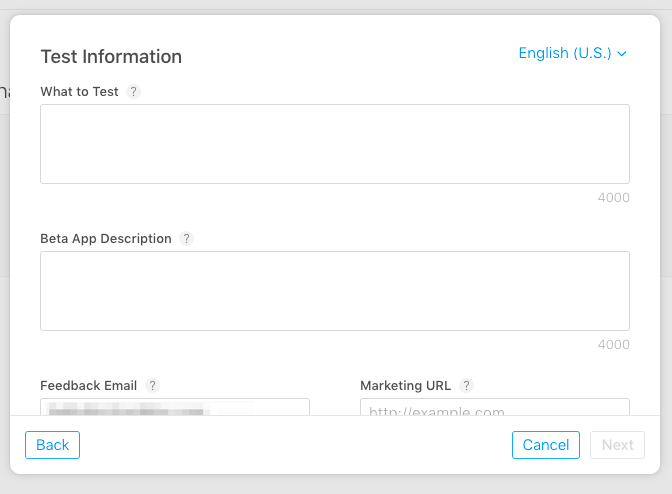 Test Information
English (U.S.)
What to Test ?
4000
Beta App Description ?
4000
Feedback Email ?
Marketing URL ?
http://example.com
Back
Cancel
Next